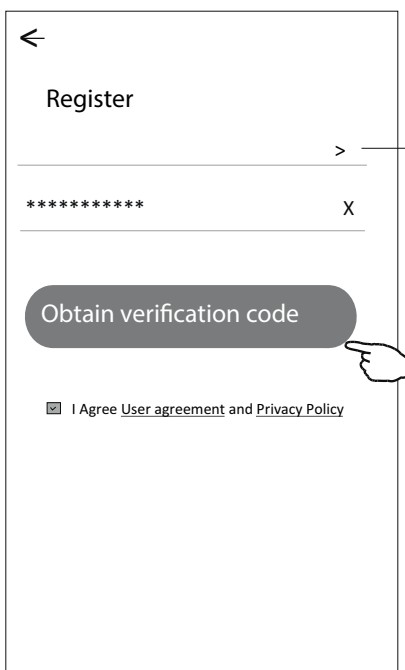 Register
>
*********** X
Obtain verification code
I Agree User agreement and Privacy Policy